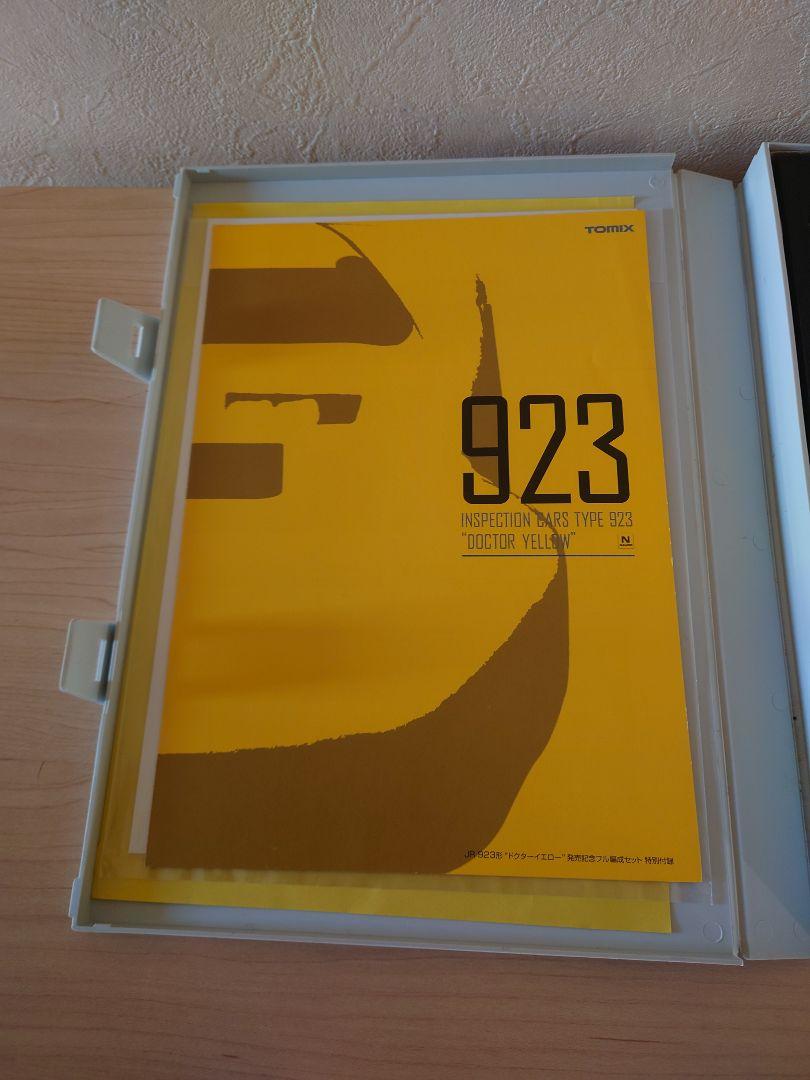 TOMIX
923
INSPECTION CARS TYPE 923
"DOCTOR YELLOW"
N
JR 923形"ドクターイエロー"発売記念フル編成セット 特別付録